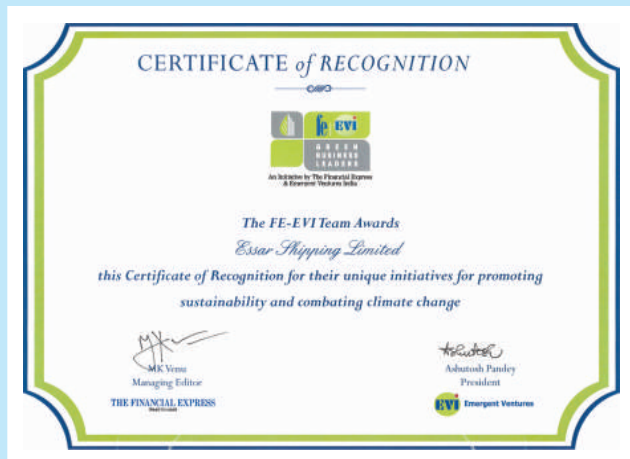 CERTIFICATE of RECOGNITION
fe EVi
GREEN
BUSINESS
LEADERS
An Initiative by The Financial Express
& Emergent Ventures India
The FE-EVI Team Awards
Essar Shipping Limited
this Certificate of Recognition for their unique initiatives for promoting
sustainability and combating climate change
MK Venu
Managing Editor
THE FINANCIAL EXPRESS
Ashutosh Pandey
President
EVi Emergent Ventures